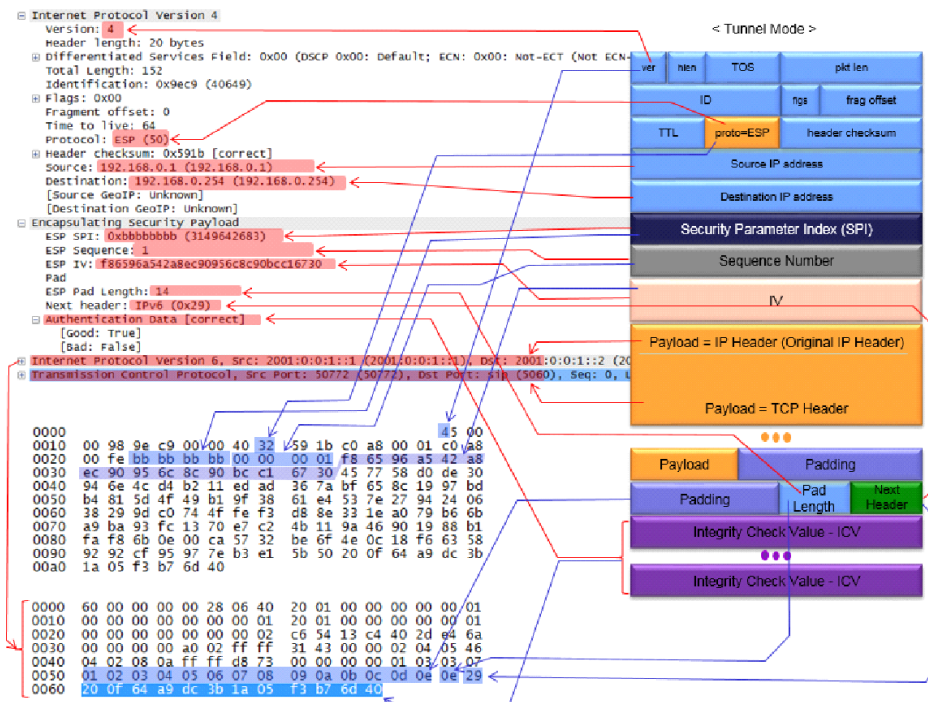 Internet Protocol Version 4
Version: 4
Header length: 20 bytes
Differentiated Services Field: 0x00 (DSCP 0x00: Default; ECN: 0x00: Not-ECT (Not ECN-
Total Length: 152
Identification: 0x9ec9 (40649)
Flags: 0x00
Fragment offset: 0
Time to live: 64
Protocol: ESP (50)
Header checksum: 0x591b [correct]
Source: 192.168.0.1 (192.168.0.1)
Destination: 192.168.0.254 (192.168.0.254)
[Source GeoIP: Unknown]
[Destination GeoIP: Unknown]
Encapsulating Security Payload
ESP SPI: 0xbbbbbbbb (3149642683)
ESP Sequence: 1
ESP IV: f86596a542a8ec90956c8c90bcc16730
Pad
ESP Pad Length: 14
Next header: IPv6 (0x29)
Authentication Data [correct]
[Good: True]
[Bad: False]
Internet Protocol Version 6, Src: 2001:0:0:1::1 (2001:0:0:1::1), Dst: 2001:0:0:1::2 (20
Transmission Control Protocol, Src Port: 50772 (50772), Dst Port: sip (5060), Seq: 0, L
0000 45 00
0010 00 98 9e c9 00 00 40 32 59 1b c0 a8 00 01 c0 a8
0020 00 fe bb bb bb bb 00 00 00 01 f8 65 96 a5 42 a8
0030 ec 90 95 6c 8c 90 bc c1 67 30 45 77 58 d0 de 30
0040 94 6e 4c d4 b2 11 ed ad 36 7a bf 65 8c 19 97 bd
0050 b4 81 5d 4f 49 b1 9f 38 61 e4 53 7e 27 94 24 06
0060 38 29 9d c0 74 4f fe f3 d8 8e 33 1e a0 79 b6 6b
0070 a9 ba 93 fc 13 70 e7 c2 4b 11 9a 46 90 19 88 b1
0080 fa f8 6b 0e 00 ca 57 32 be 6f 4e 0c 18 f6 63 58
0090 92 92 cf 95 97 7e b3 e1 5b 50 20 0f 64 a9 dc 3b
00a0 1a 05 f3 b7 6d 40
0000 60 00 00 00 00 28 06 40 20 01 00 00 00 00 00 01
0010 00 00 00 00 00 00 00 01 20 01 00 00 00 00 00 01
0020 00 00 00 00 00 00 00 02 c6 54 13 c4 40 2d e4 6a
0030 00 00 00 00 a0 02 ff ff 31 43 00 00 02 04 05 46
0040 04 02 08 0a ff ff d8 73 00 00 00 00 01 03 03 07
0050 01 02 03 04 05 06 07 08 09 0a 0b 0c 0d 0e 0e 29
0060 20 0f 64 a9 dc 3b 1a 05 f3 b7 6d 40
< Tunnel Mode >
ver hlen TOS pkt len
ID flgs frag offset
TTL proto=ESP header checksum
Source IP address
Destination IP address
Security Parameter Index (SPI)
Sequence Number
IV
Payload = IP Header (Original IP Header)
Payload = TCP Header
Payload Padding
Padding Pad Length Next Header
Integrity Check Value - ICV
Integrity Check Value - ICV